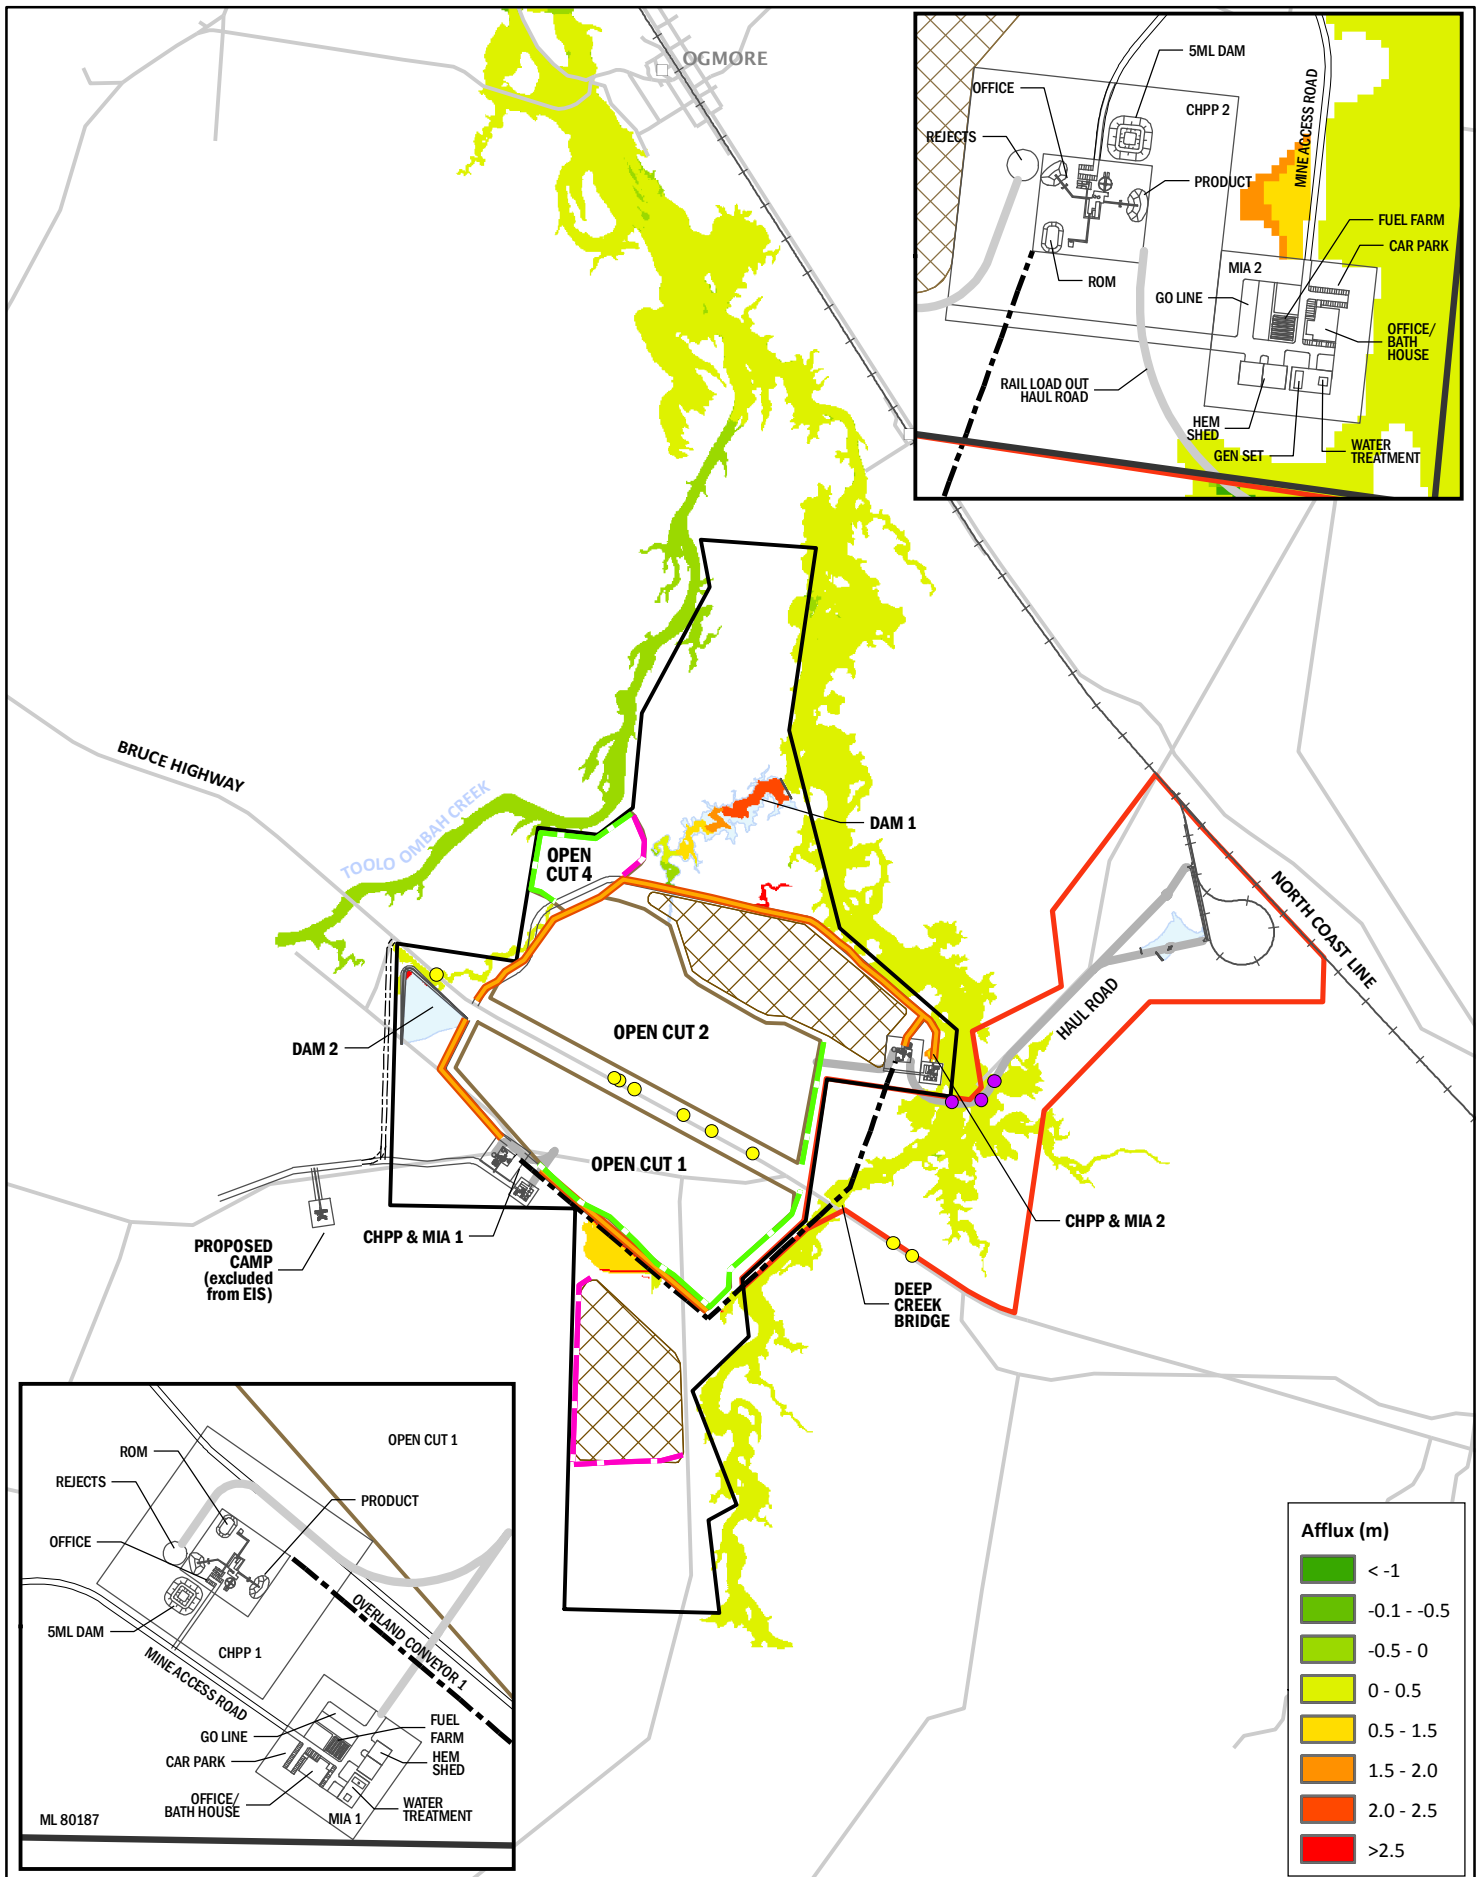 OGMORE
5ML DAM
OFFICE
CHPP 2
REJECTS
MINE ACCESS ROAD
PRODUCT
FUEL FARM
CAR PARK
MIA 2
ROM
GO LINE
OFFICE/
BATH
HOUSE
RAIL LOAD OUT
HAUL ROAD
HEM
SHED
GEN SET
WATER
TREATMENT
BRUCE HIGHWAY
TOOLO OMBAH CREEK
DAM 1
OPEN
CUT 4
NORTH COAST LINE
HAUL ROAD
OPEN CUT 2
DAM 2
OPEN CUT 1
CHPP & MIA 1
CHPP & MIA 2
PROPOSED
CAMP
(excluded
from EIS)
DEEP
CREEK
BRIDGE
OPEN CUT 1
ROM
REJECTS
PRODUCT
OFFICE
5ML DAM
OVERLAND CONVEYOR 1
CHPP 1
MINE ACCESS ROAD
GO LINE
FUEL
FARM
CAR PARK
HEM
SHED
OFFICE/
BATH HOUSE
WATER
TREATMENT
MIA 1
ML 80187
Afflux (m)
< -1
-0.1 - -0.5
-0.5 - 0
0 - 0.5
0.5 - 1.5
1.5 - 2.0
2.0 - 2.5
>2.5